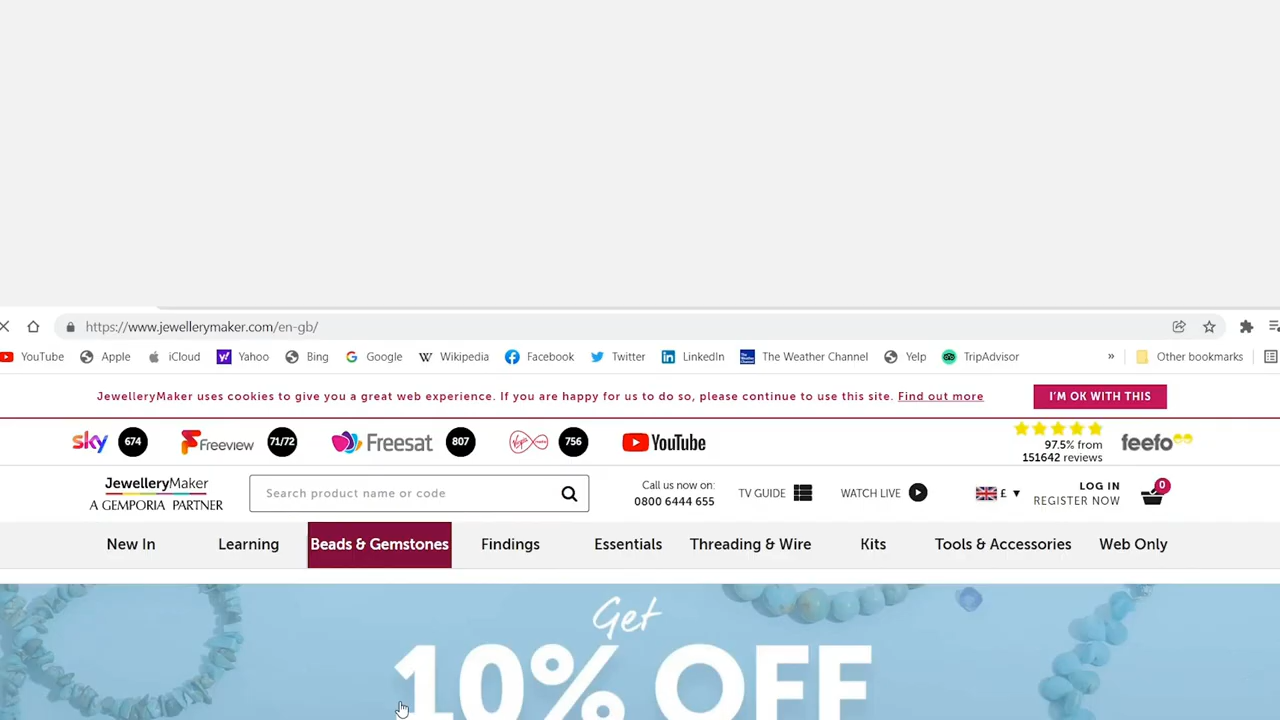 https://www.jewellerymaker.com/en-gb/
YouTube Apple iCloud Yahoo Bing Google Wikipedia Facebook Twitter LinkedIn The Weather Channel Yelp TripAdvisor » Other bookmarks
JewelleryMaker uses cookies to give you a great web experience. If you are happy for us to do so, please continue to use this site. Find out more I'M OK WITH THIS
sky 674 Freeview 71/72 Freesat 807 Virgin media 756 YouTube
97.5% from
151642 reviews
feefo
JewelleryMaker
A GEMPORIA PARTNER
Search product name or code
Call us now on:
0800 6444 655
TV GUIDE
WATCH LIVE
£
LOG IN
REGISTER NOW
0
New In Learning Beads & Gemstones Findings Essentials Threading & Wire Kits Tools & Accessories Web Only
Get
10% OFF